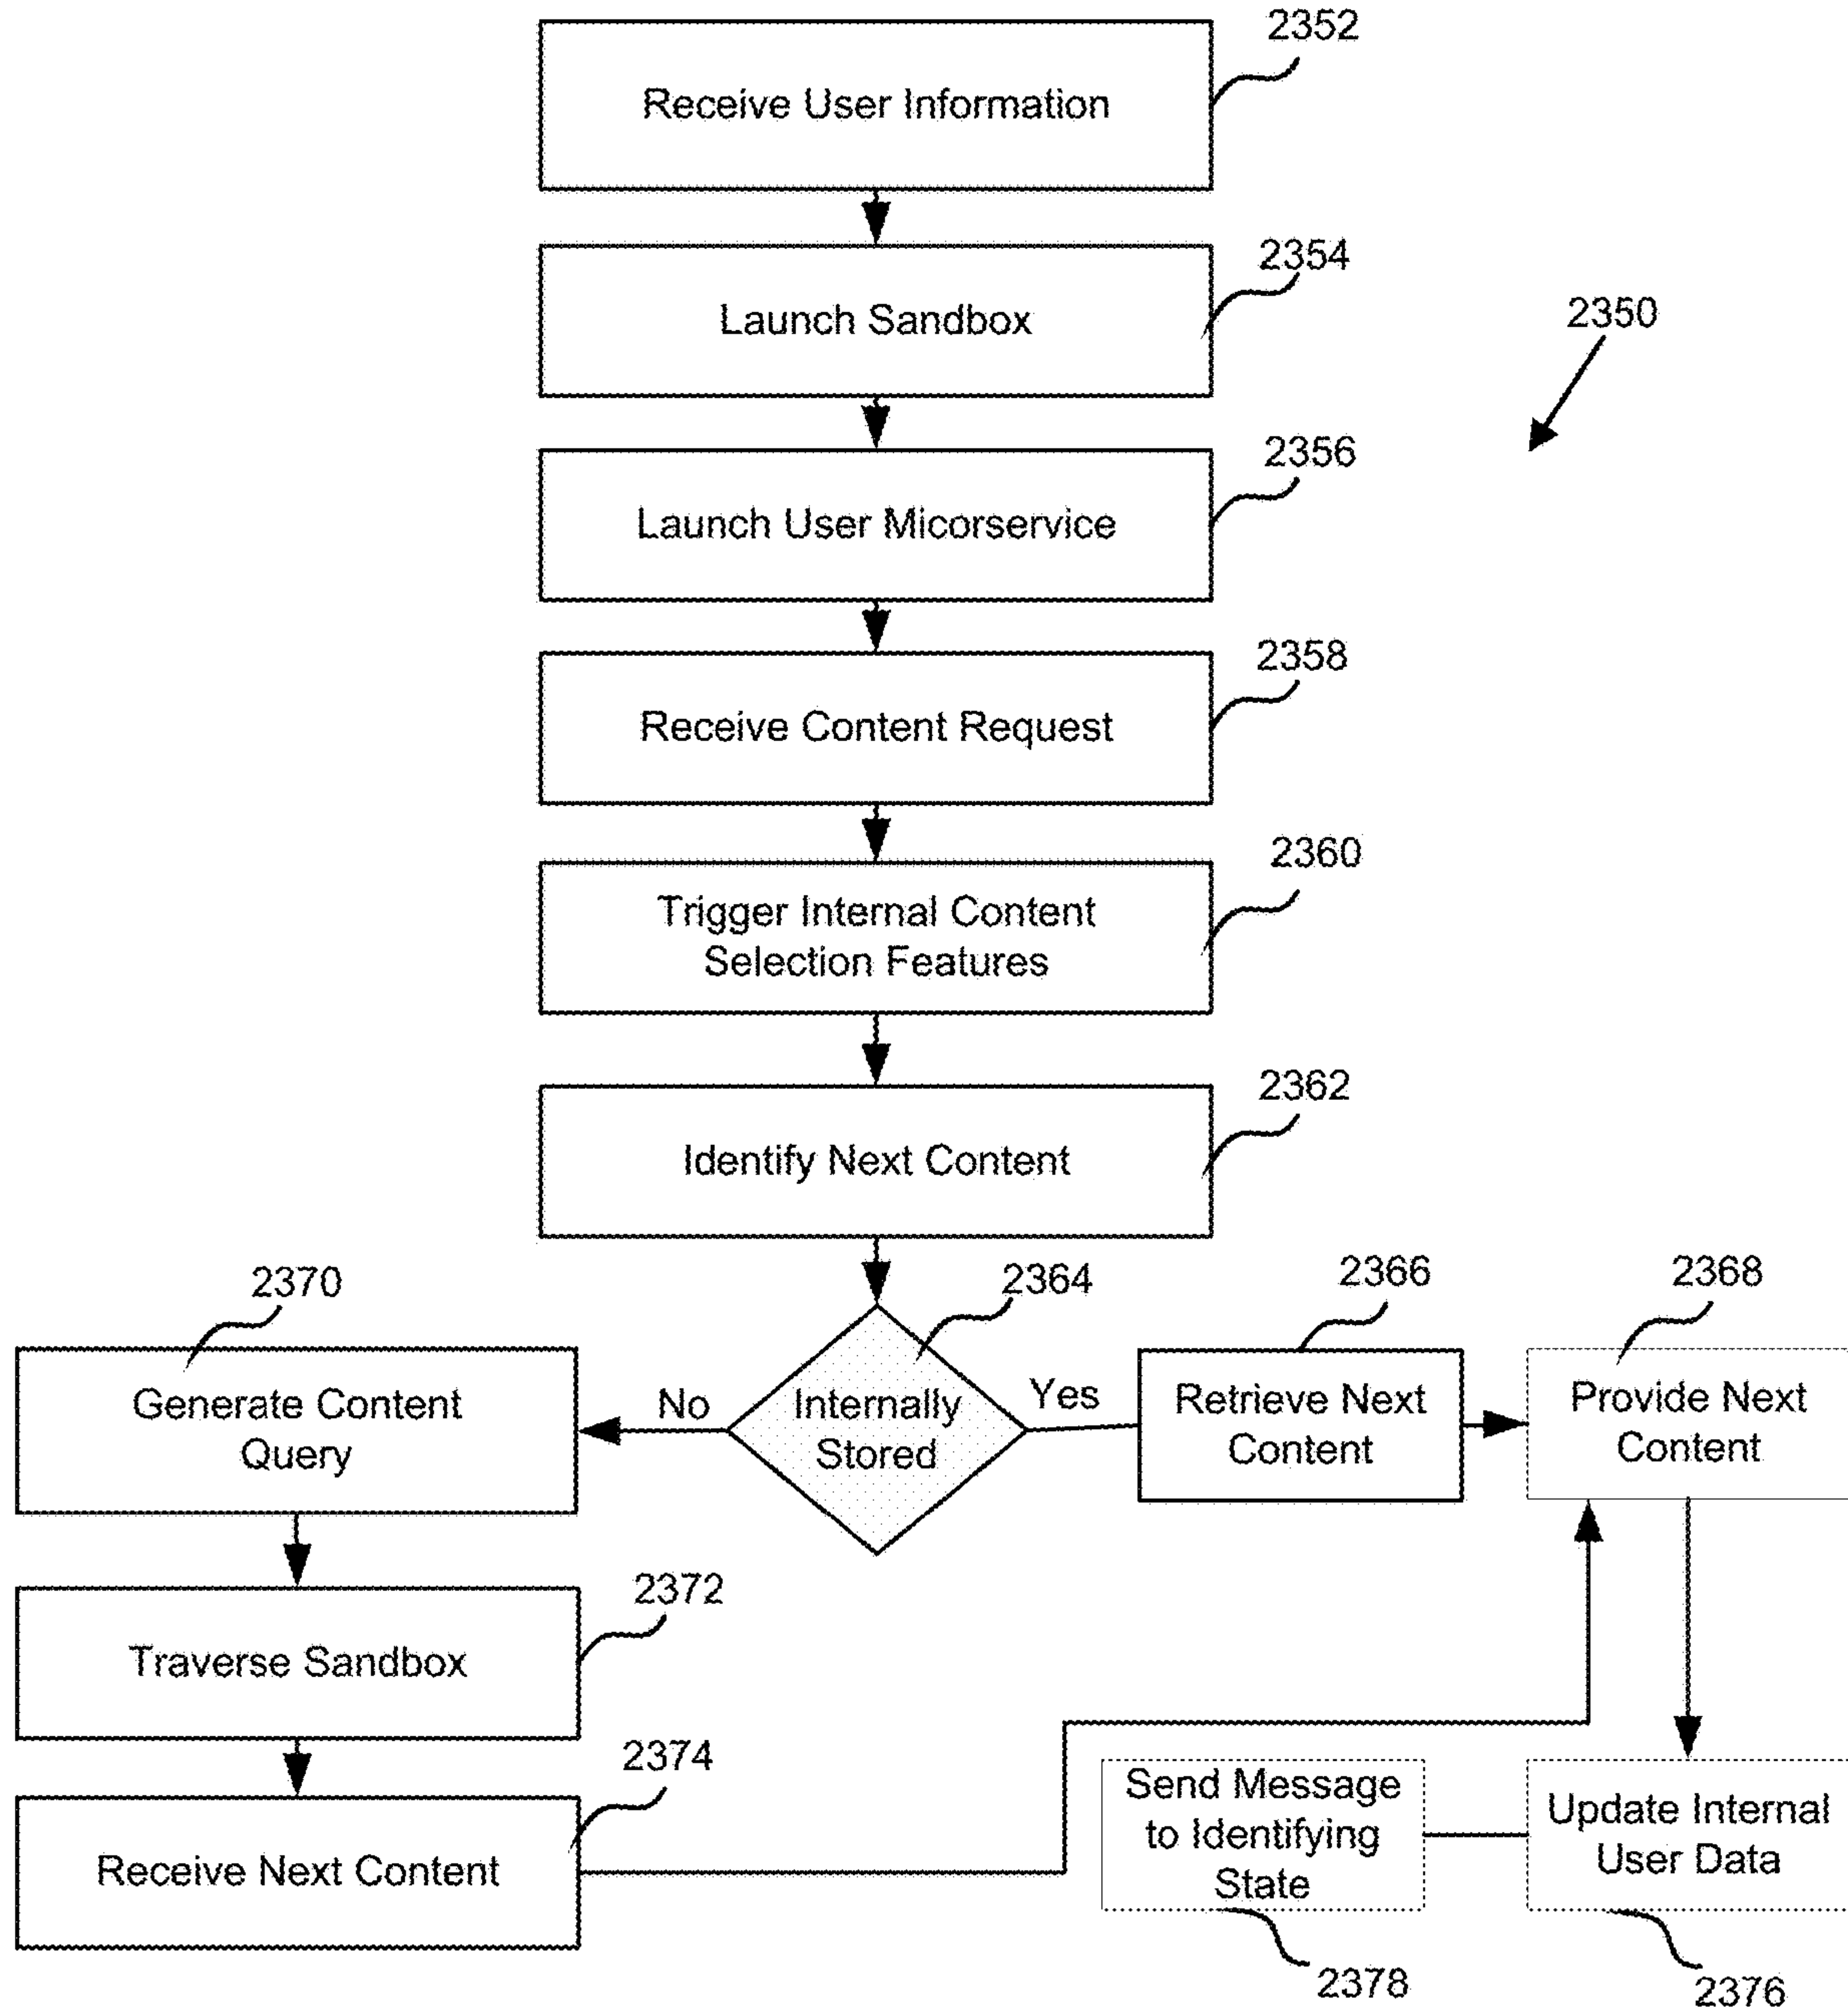 2352
Receive User Information
2354
Launch Sandbox
2350
2356
Launch User Micorservice
2358
Receive Content Request
2360
Trigger Internal Content
Selection Features
2362
Identify Next Content
2364
2366
2368
2370
Generate Content
Query
No
Internally
Stored
Yes
Retrieve Next
Content
Provide Next
Content
2372
Traverse Sandbox
2374
Receive Next Content
Send Message
to Identifying
State
Update Internal
User Data
2378
2376